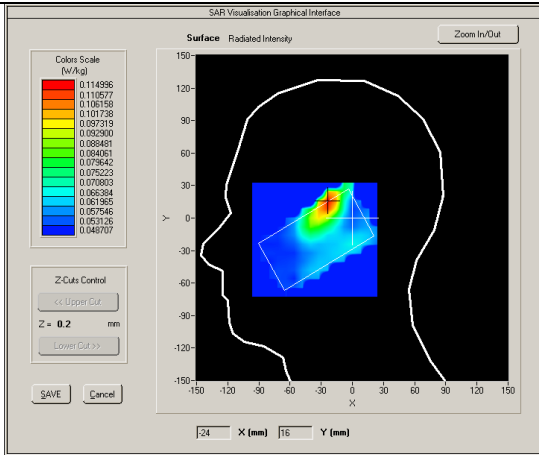 SAR Visualisation Graphical Interface
Surface Radiated Intensity
Zoom In/Out
Colors Scale
(W/kg)
0.114996
0.110577
0.106158
0.101738
0.097319
0.092900
0.088481
0.084061
0.079642
0.075223
0.070803
0.066384
0.061965
0.057546
0.053126
0.048707
Z-Cuts Control
<< Upper Cut
Z = 0.2 mm
Lower Cut >>
SAVE
Cancel
150
120
90
60
30
0
-30
-60
-90
-120
-150
Y
-150 -120 -90 -60 -30 0 30 60 90 120 150
X
-24 X (mm) 16 Y (mm)